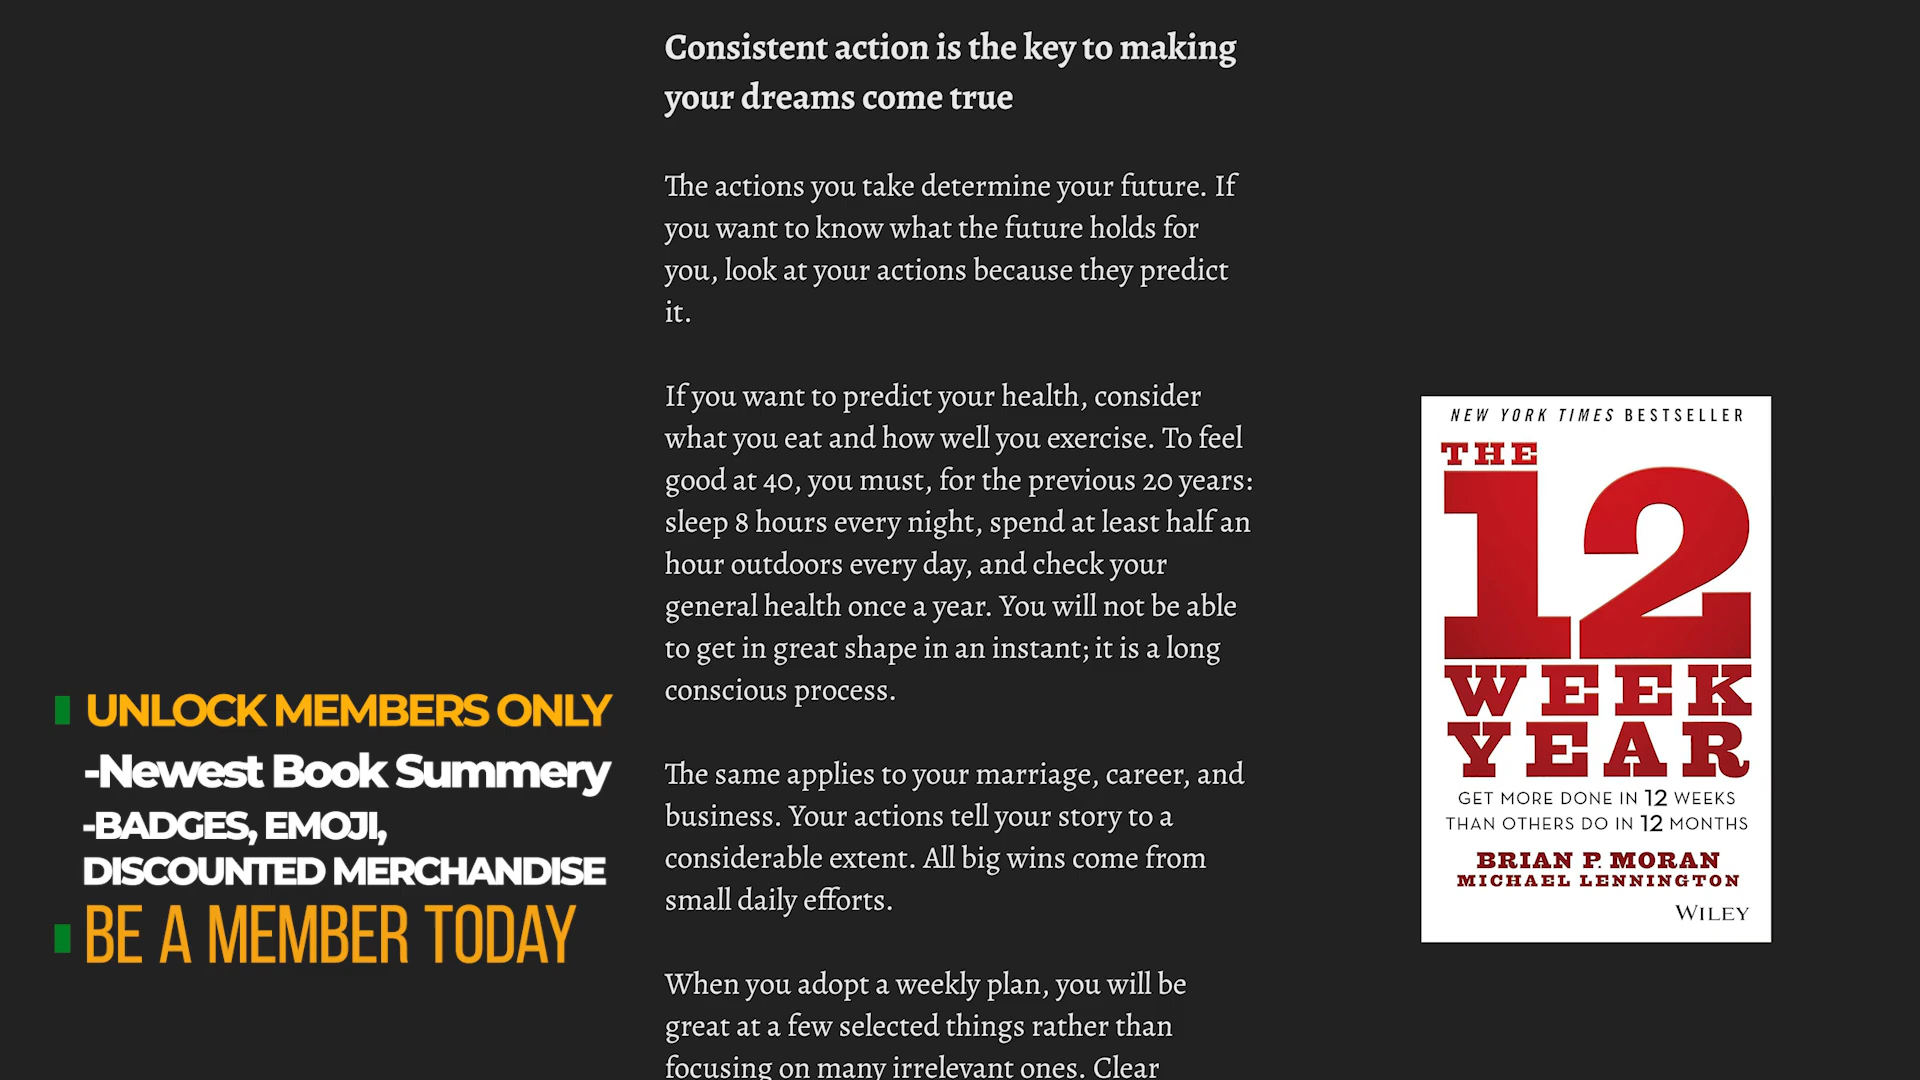 Consistent action is the key to making
your dreams come true
The actions you take determine your future. If
you want to know what the future holds for
you, look at your actions because they predict
it.
If you want to predict your health, consider
what you eat and how well you exercise. To feel
good at 40, you must, for the previous 20 years:
sleep 8 hours every night, spend at least half an
hour outdoors every day, and check your
general health once a year. You will not be able
to get in great shape in an instant; it is a long
conscious process.
The same applies to your marriage, career, and
business. Your actions tell your story to a
considerable extent. All big wins come from
small daily efforts.
When you adopt a weekly plan, you will be
great at a few selected things rather than
focusing on many irrelevant ones. Clear
UNLOCK MEMBERS ONLY
-Newest Book Summery
-BADGES, EMOJI,
DISCOUNTED MERCHANDISE
BE A MEMBER TODAY
NEW YORK TIMES BESTSELLER
THE
12
WEEK
YEAR
GET MORE DONE IN 12 WEEKS
THAN OTHERS DO IN 12 MONTHS
BRIAN P. MORAN
MICHAEL LENNINGTON
WILEY